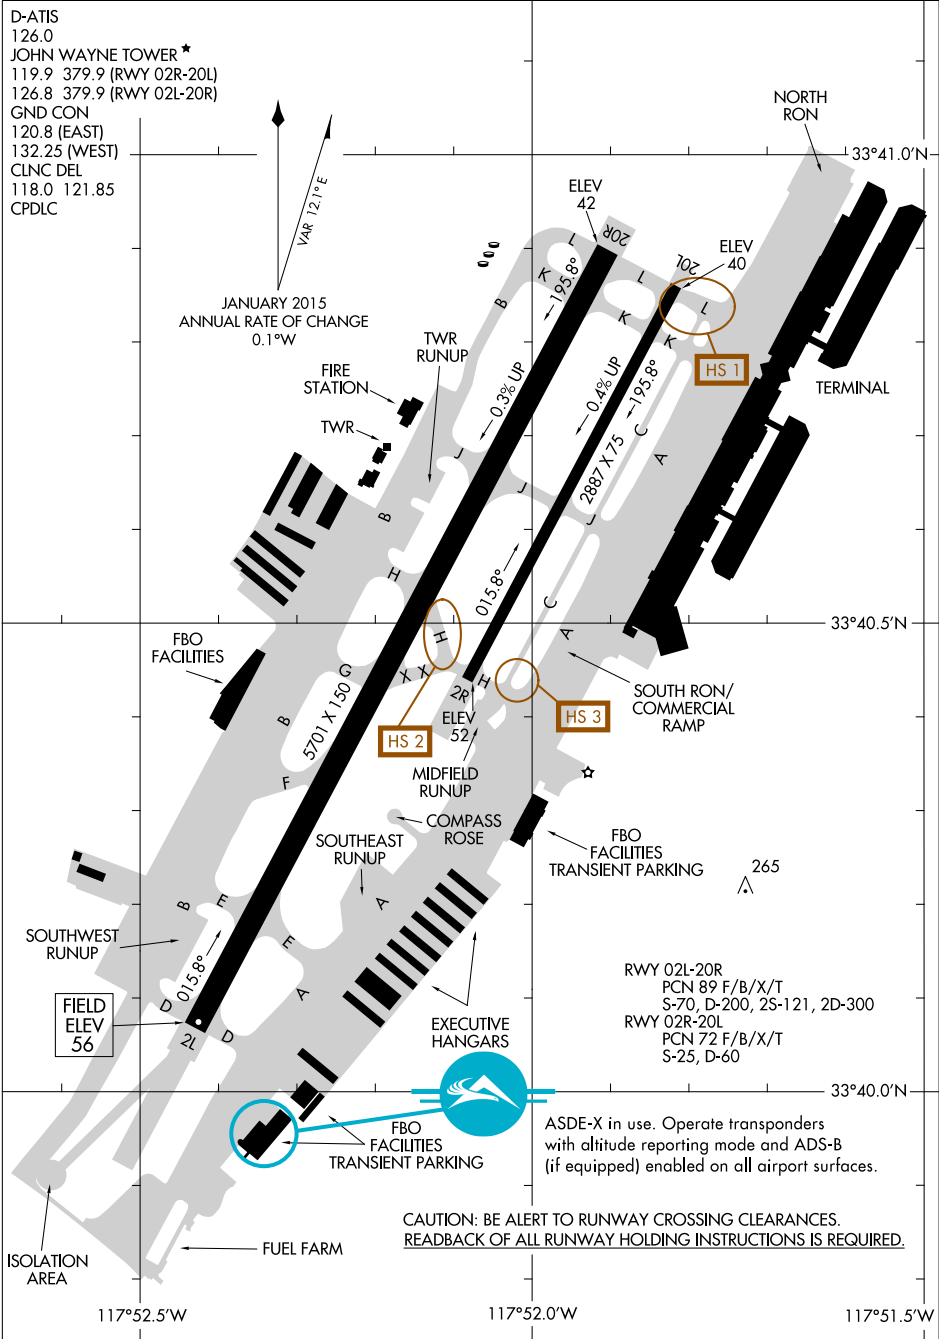 D-ATIS
126.0
JOHN WAYNE TOWER ★
119.9 379.9 (RWY 02R-20L)
126.8 379.9 (RWY 02L-20R)
GND CON
120.8 (EAST)
132.25 (WEST)
CLNC DEL
118.0 121.85
CPDLC
VAR 12.1° E
JANUARY 2015
ANNUAL RATE OF CHANGE
0.1°W
NORTH
RON
33°41.0'N
ELEV
42
20R
L
L
20L
ELEV
40
L
K
195.8°
B
K
K
HS 1
TWR
RUNUP
FIRE
STATION
TWR
TERMINAL
0.3% UP
0.4% UP
195.8°
2887 X 75
C
A
J
J
J
B
H
015.8°
C
A
H
33°40.5'N
FBO
FACILITIES
G
X
X
2R
H
SOUTH RON/
COMMERCIAL
RAMP
5701 X 150
B
HS 2
ELEV
52
HS 3
F
MIDFIELD
RUNUP
COMPASS
ROSE
SOUTHEAST
RUNUP
FBO
FACILITIES
TRANSIENT PARKING
265
B
E
A
SOUTHWEST
RUNUP
E
015.8°
A
D
D
2L
FIELD
ELEV
56
RWY 02L-20R
PCN 89 F/B/X/T
S-70, D-200, 2S-121, 2D-300
RWY 02R-20L
PCN 72 F/B/X/T
S-25, D-60
EXECUTIVE
HANGARS
33°40.0'N
FBO
FACILITIES
TRANSIENT PARKING
ASDE-X in use. Operate transponders
with altitude reporting mode and ADS-B
(if equipped) enabled on all airport surfaces.
CAUTION: BE ALERT TO RUNWAY CROSSING CLEARANCES.
READBACK OF ALL RUNWAY HOLDING INSTRUCTIONS IS REQUIRED.
FUEL FARM
ISOLATION
AREA
117°52.5'W
117°52.0'W
117°51.5'W